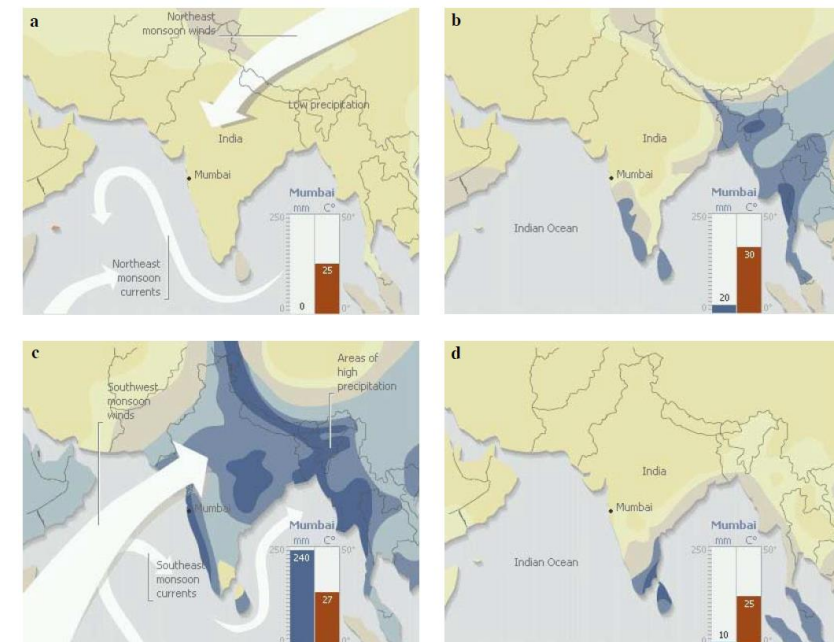 a
Northeast
monsoon winds
Low precipitation
India
Mumbai
Northeast
monsoon
currents
Mumbai
mm C°
250 50°
25
0
0 0°
b
India
Mumbai
Indian Ocean
Mumbai
mm C°
250 50°
30
20
0 0°
c
Southwest
monsoon
winds
Areas of
high
precipitation
Mumbai
Southeast
monsoon
currents
Mumbai
mm C°
50°
240
27
0°
d
India
Mumbai
Indian Ocean
Mumbai
mm C°
250 50°
25
10
0°